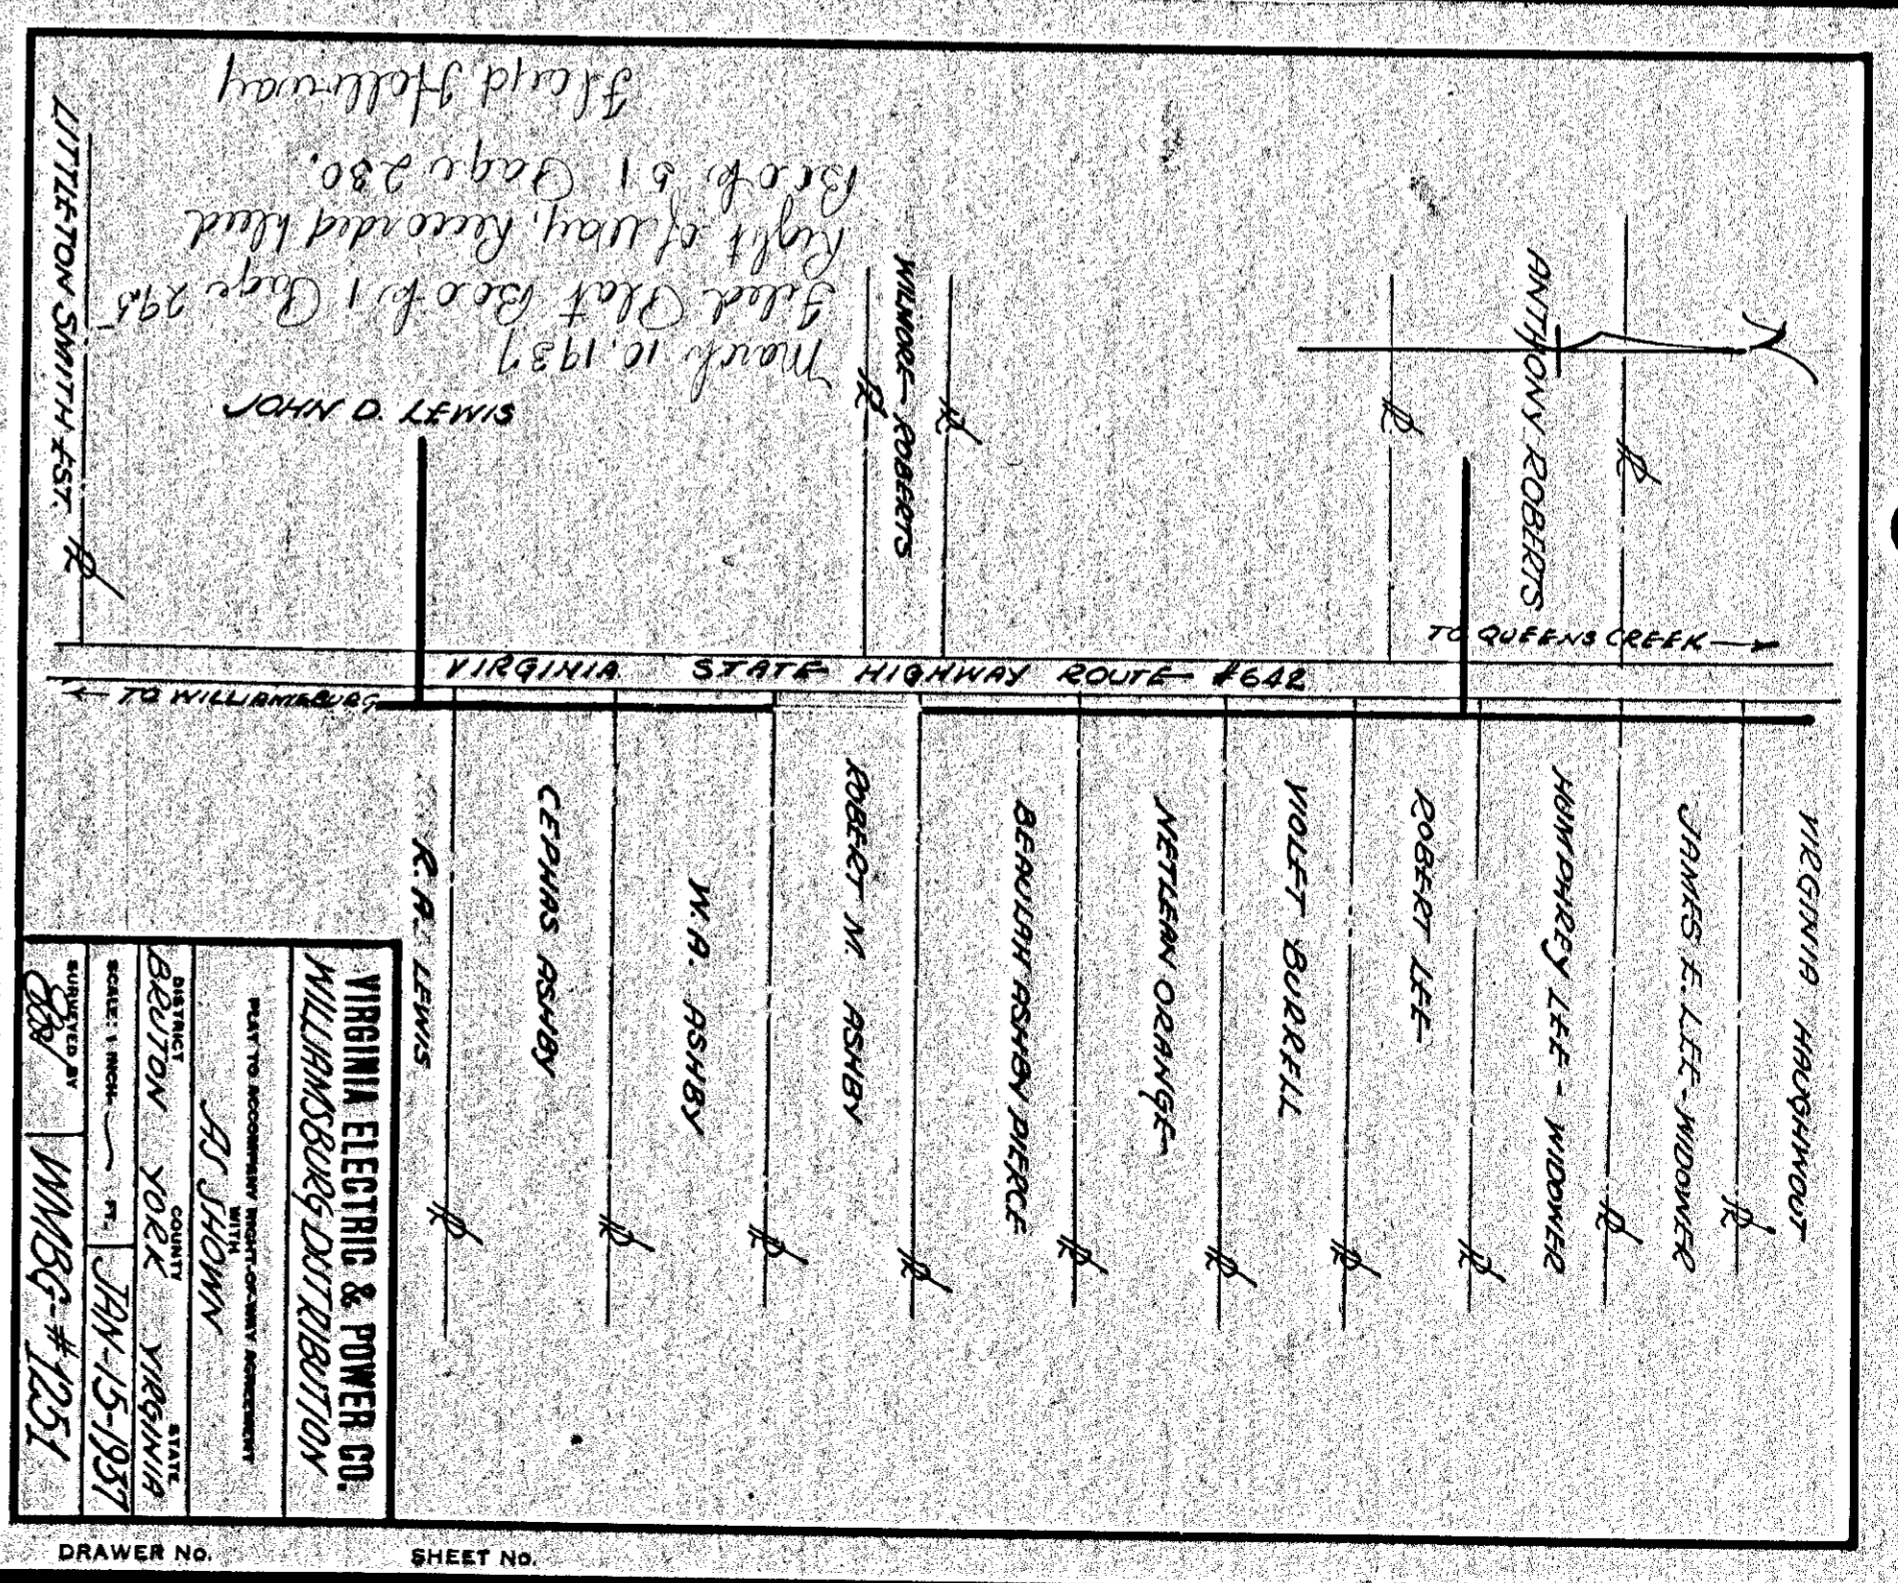 March 10, 1937
Filed Plat Book 1 Page 295
Right of way, Recorded Deed
Book 51 Page 230.
Floyd Holloway
LITTLETON SMITH EST.
JOHN D. LEWIS
WILMORE ROBERTS
ANTHONY ROBERTS
TO QUEENS CREEK
VIRGINIA STATE HIGHWAY ROUTE #642
TO WILLIAMSBURG
R. A. LEWIS
CEPHAS ASHBY
W. A. ASHBY
ROBERT M. ASHBY
BEAULAH ASHBY PIERCE
NETLEAN ORANGE
VIOLET BURRELL
ROBERT LEE
HUMPHREY LEE - WIDOWER
JAMES E. LEE - WIDOWER
VIRGINIA HAUGHWOUT
VIRGINIA ELECTRIC & POWER CO.
WILLIAMSBURG DISTRIBUTION
PLAT TO ACCOMPANY RIGHT-OF-WAY AGREEMENT
WITH
AS SHOWN
DISTRICT COUNTY STATE
BRUTON YORK VIRGINIA
SCALE: 1 INCH- FT. JAN-15-1937
SURVEYED BY
WMBG-#1251
DRAWER NO. SHEET NO.